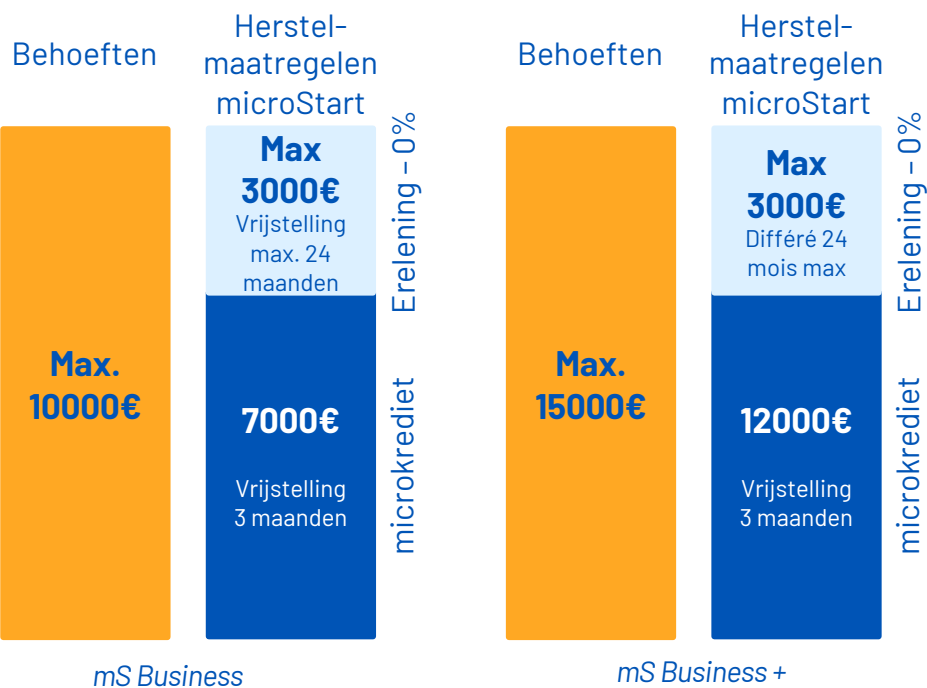 Behoeften
Herstel-
maatregelen
microStart
Max.
10000€
Max
3000€
Vrijstelling
max. 24
maanden
7000€
Vrijstelling
3 maanden
Erelening – 0%
microkrediet
mS Business
Behoeften
Herstel-
maatregelen
microStart
Max.
15000€
Max
3000€
Différé 24
mois max
12000€
Vrijstelling
3 maanden
Erelening – 0%
microkrediet
mS Business +